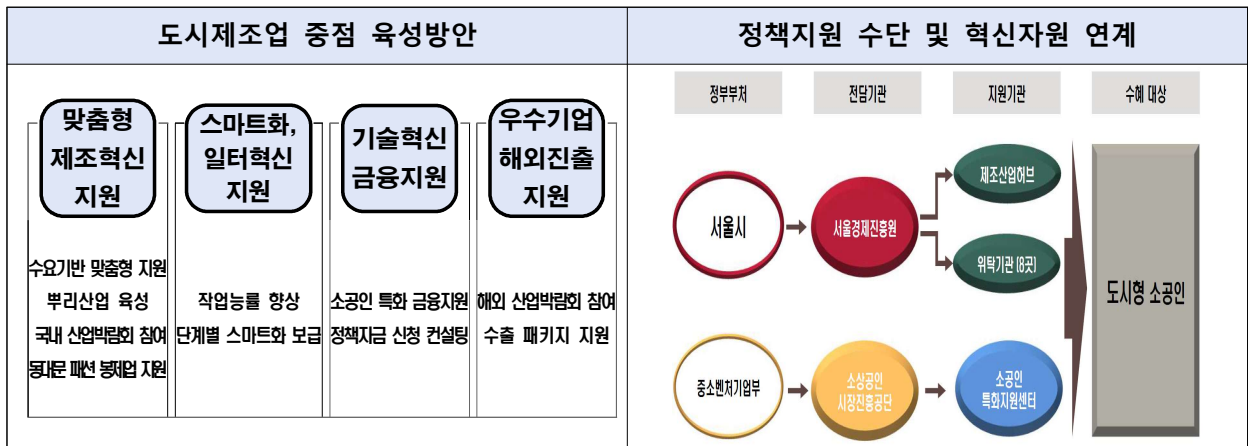 도시제조업 중점 육성방안
맞춤형
제조혁신
지원
수요기반 맞춤형 지원
뿌리산업 육성
국내 산업박람회 참여
동대문 패션 봉제업 지원
스마트화,
일터혁신
지원
작업능률 향상
단계별 스마트화 보급
기술혁신
금융지원
소공인 특화 금융지원
정책자금 신청 컨설팅
우수기업
해외진출
지원
해외 산업박람회 참여
수출 패키지 지원
정책지원 수단 및 혁신자원 연계
정부부처
전담기관
지원기관
수혜 대상
서울시
서울경제진흥원
제조산업허브
위탁기관 (8곳)
중소벤처기업부
소상공인
시장진흥공단
소공인
특화지원센터
도시형 소공인